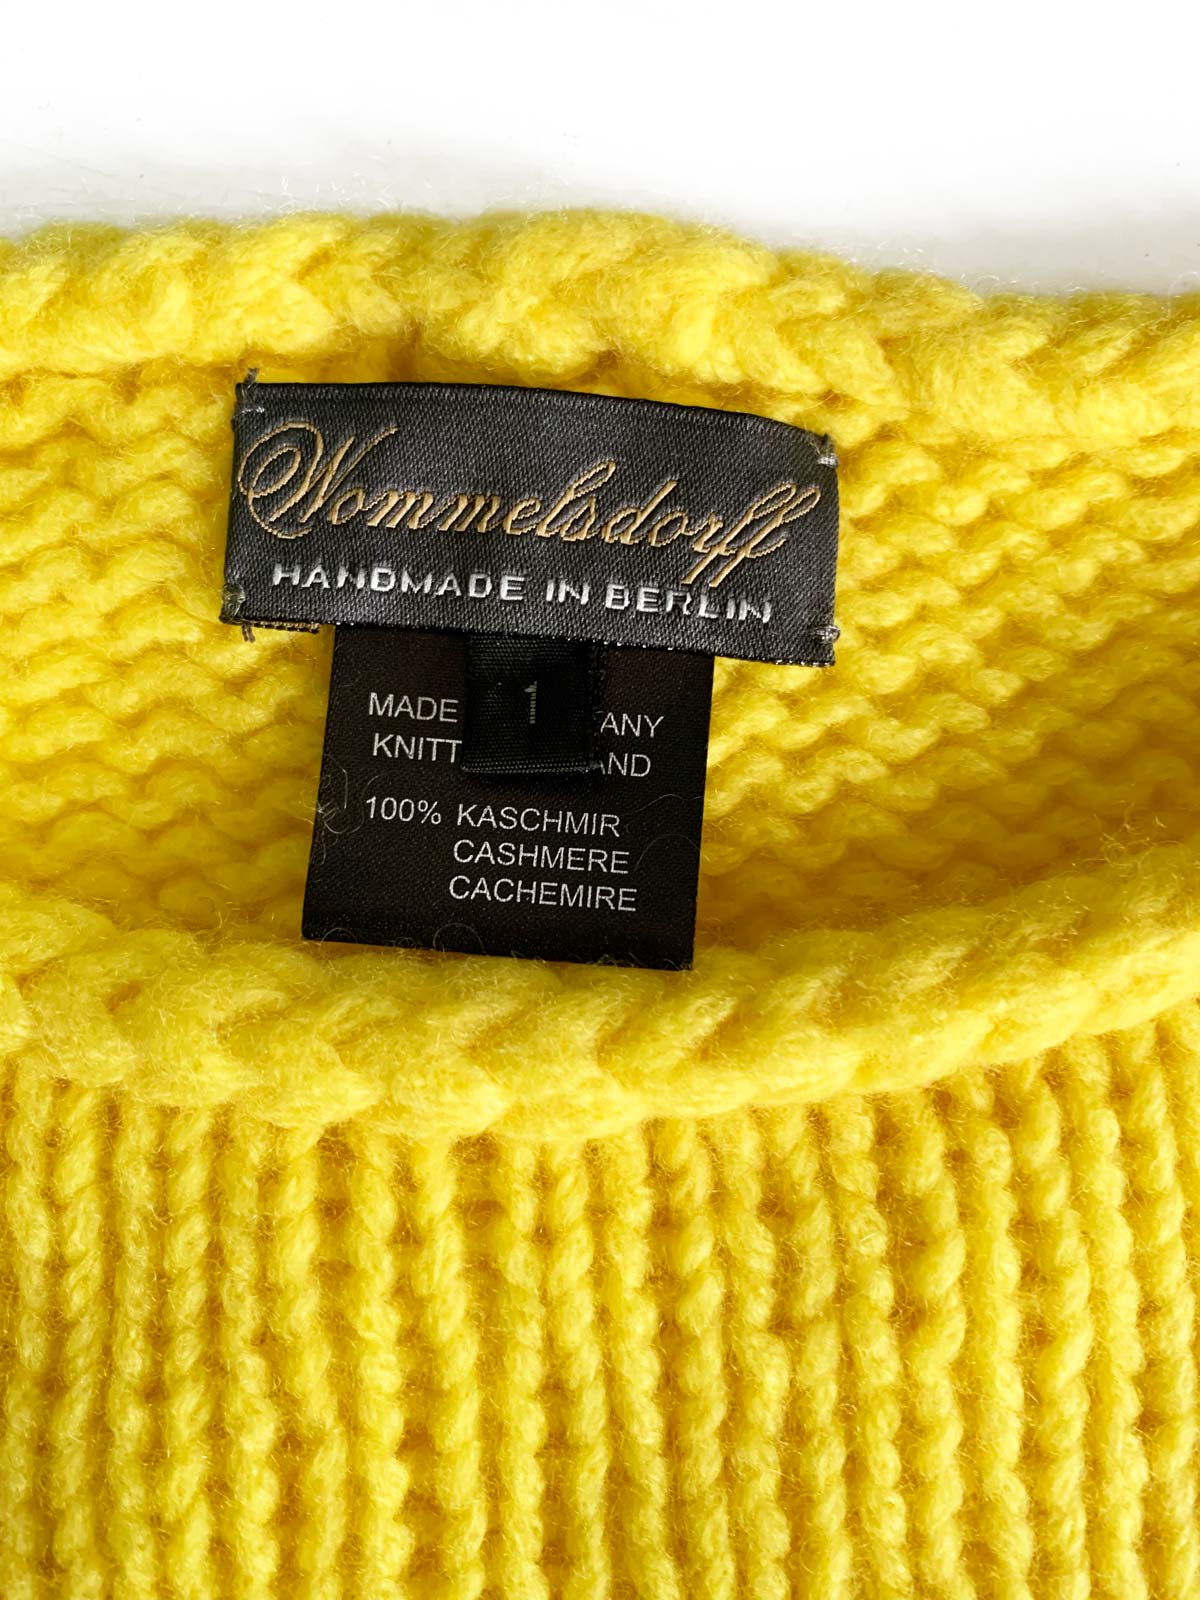 Wommelsdorff
HANDMADE IN BERLIN
1
MADE ANY
KNITT AND
100% KASCHMIR
CASHMERE
CACHEMIRE